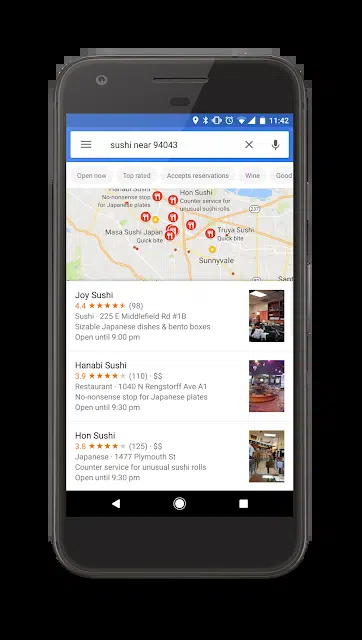 11:42
sushi near 94043
Open now
Top rated
Accepts reservations
Wine
Good
Hanabi Sushi
No-nonsense stop
for Japanese plates
Hon Sushi
Counter service for
unusual sushi rolls
237
Masa Sushi Japan
Quick bite
Truya Sushi
Quick bite
Sunnyvale
Joy Sushi
4.4 (98)
Sushi · 225 E Middlefield Rd #1B
Sizable Japanese dishes & bento boxes
Open until 9:00 pm
Hanabi Sushi
3.9 (110) · $$
Restaurant · 1040 N Rengstorff Ave A1
No-nonsense stop for Japanese plates
Open until 9:30 pm
Hon Sushi
3.8 (125) · $$
Japanese · 1477 Plymouth St
Counter service for unusual sushi rolls
Open until 9:30 pm